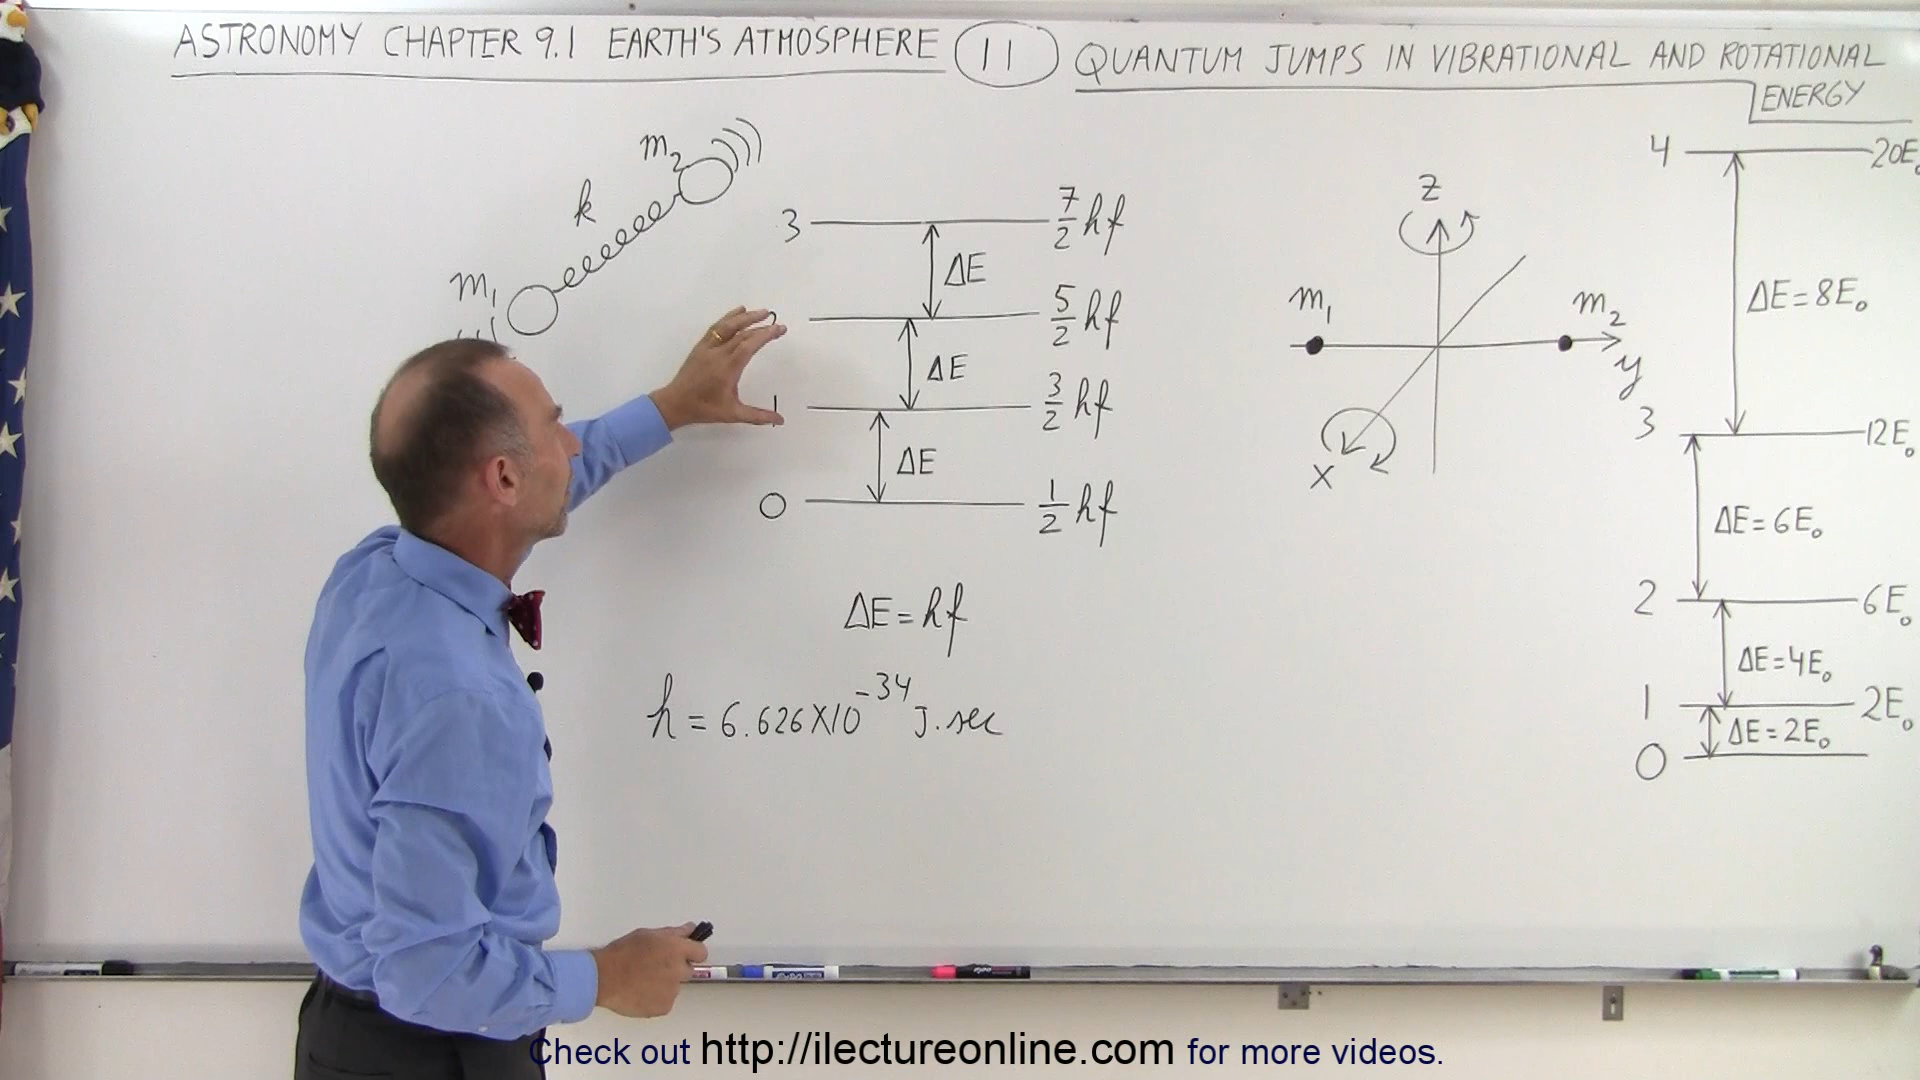 ASTRONOMY CHAPTER 9.1 EARTH'S ATMOSPHERE 11 QUANTUM JUMPS IN VIBRATIONAL AND ROTATIONAL
ENERGY
m₂
k
m₁
3 7/2 hf
ΔE
5/2 hf
ΔE
1 3/2 hf
ΔE
0 1/2 hf
ΔE = hf
h = 6.626X10⁻³⁴ J.sec
z
m₁ m₂
y
x
4 20E₀
ΔE = 8E₀
3 12E₀
ΔE = 6E₀
2 6E₀
ΔE = 4E₀
1 2E₀
ΔE = 2E₀
0
Check out http://ilectureonline.com for more videos.